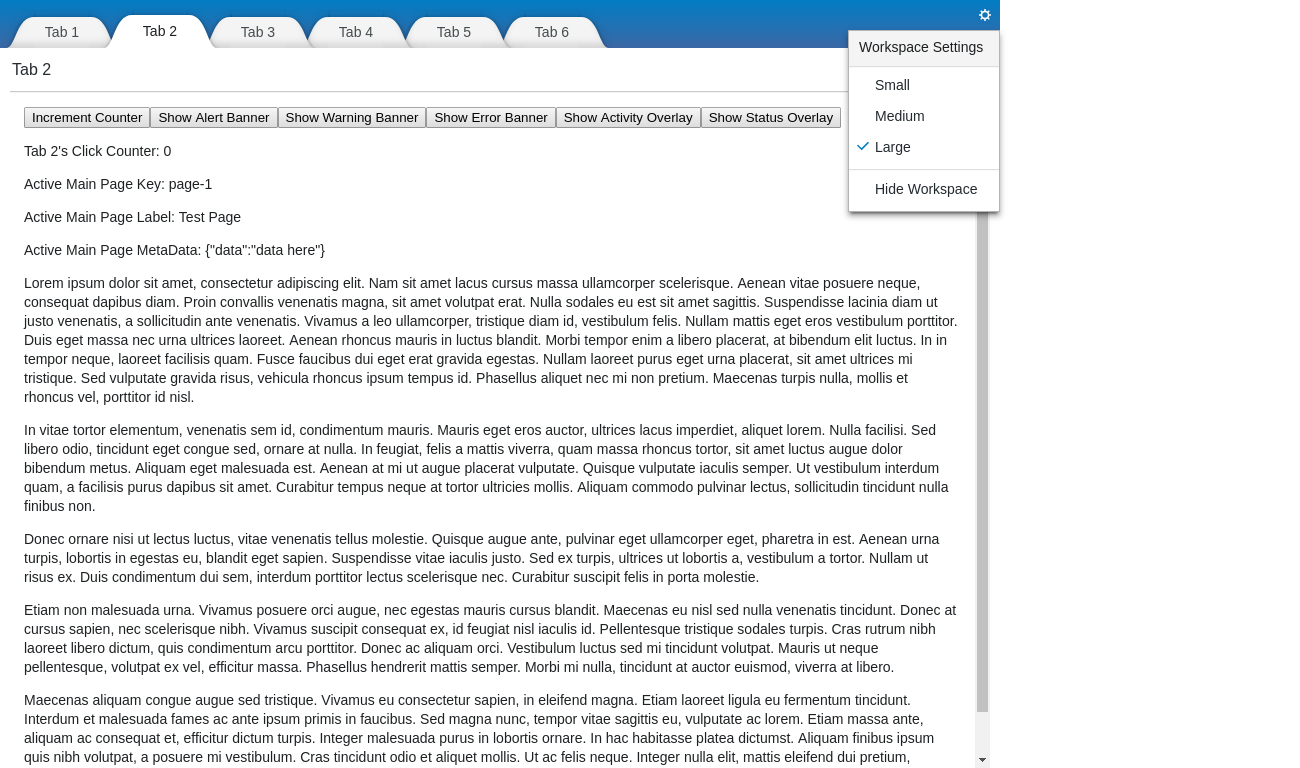 Tab 1
Tab 2
Tab 3
Tab 4
Tab 5
Tab 6
Workspace Settings
Small
Medium
Large
Hide Workspace
Tab 2
Increment Counter Show Alert Banner Show Warning Banner Show Error Banner Show Activity Overlay Show Status Overlay
Tab 2's Click Counter: 0
Active Main Page Key: page-1
Active Main Page Label: Test Page
Active Main Page MetaData: {"data":"data here"}
Lorem ipsum dolor sit amet, consectetur adipiscing elit. Nam sit amet lacus cursus massa ullamcorper scelerisque. Aenean vitae posuere neque,
consequat dapibus diam. Proin convallis venenatis magna, sit amet volutpat erat. Nulla sodales eu est sit amet sagittis. Suspendisse lacinia diam ut
justo venenatis, a sollicitudin ante venenatis. Vivamus a leo ullamcorper, tristique diam id, vestibulum felis. Nullam mattis eget eros vestibulum porttitor.
Duis eget massa nec urna ultrices laoreet. Aenean rhoncus mauris in luctus blandit. Morbi tempor enim a libero placerat, at bibendum elit luctus. In in
tempor neque, laoreet facilisis quam. Fusce faucibus dui eget erat gravida egestas. Nullam laoreet purus eget urna placerat, sit amet ultrices mi
tristique. Sed vulputate gravida risus, vehicula rhoncus ipsum tempus id. Phasellus aliquet nec mi non pretium. Maecenas turpis nulla, mollis et
rhoncus vel, porttitor id nisl.
In vitae tortor elementum, venenatis sem id, condimentum mauris. Mauris eget eros auctor, ultrices lacus imperdiet, aliquet lorem. Nulla facilisi. Sed
libero odio, tincidunt eget congue sed, ornare at nulla. In feugiat, felis a mattis viverra, quam massa rhoncus tortor, sit amet luctus augue dolor
bibendum metus. Aliquam eget malesuada est. Aenean at mi ut augue placerat vulputate. Quisque vulputate iaculis semper. Ut vestibulum interdum
quam, a facilisis purus dapibus sit amet. Curabitur tempus neque at tortor ultricies mollis. Aliquam commodo pulvinar lectus, sollicitudin tincidunt nulla
finibus non.
Donec ornare nisi ut lectus luctus, vitae venenatis tellus molestie. Quisque augue ante, pulvinar eget ullamcorper eget, pharetra in est. Aenean urna
turpis, lobortis in egestas eu, blandit eget sapien. Suspendisse vitae iaculis justo. Sed ex turpis, ultrices ut lobortis a, vestibulum a tortor. Nullam ut
risus ex. Duis condimentum dui sem, interdum porttitor lectus scelerisque nec. Curabitur suscipit felis in porta molestie.
Etiam non malesuada urna. Vivamus posuere orci augue, nec egestas mauris cursus blandit. Maecenas eu nisl sed nulla venenatis tincidunt. Donec at
cursus sapien, nec scelerisque nibh. Vivamus suscipit consequat ex, id feugiat nisl iaculis id. Pellentesque tristique sodales turpis. Cras rutrum nibh
laoreet libero dictum, quis condimentum arcu porttitor. Donec ac aliquam orci. Vestibulum luctus sed mi tincidunt volutpat. Mauris ut neque
pellentesque, volutpat ex vel, efficitur massa. Phasellus hendrerit mattis semper. Morbi mi nulla, tincidunt at auctor euismod, viverra at libero.
Maecenas aliquam congue augue sed tristique. Vivamus eu consectetur sapien, in eleifend magna. Etiam laoreet ligula eu fermentum tincidunt.
Interdum et malesuada fames ac ante ipsum primis in faucibus. Sed magna nunc, tempor vitae sagittis eu, vulputate ac lorem. Etiam massa ante,
aliquam ac consequat et, efficitur dictum turpis. Integer malesuada purus in lobortis ornare. In hac habitasse platea dictumst. Aliquam finibus ipsum
quis nibh volutpat, a posuere mi vestibulum. Cras tincidunt odio et aliquet mollis. Ut ac felis neque. Integer nulla elit, mattis eleifend dui pretium,